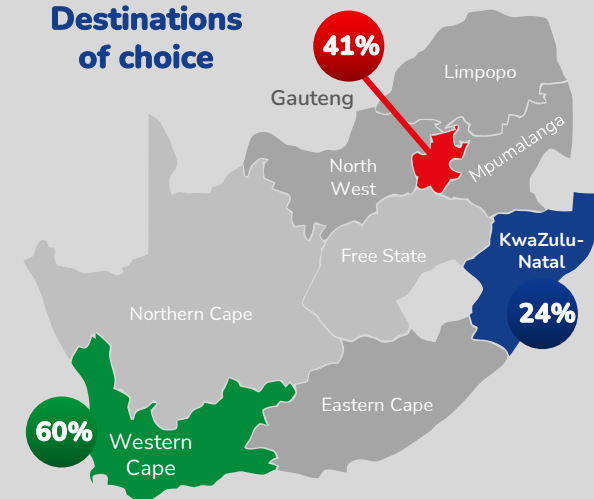 Destinations
of choice
41%
Limpopo
Gauteng
Mpumalanga
North
West
KwaZulu-
Natal
Free State
24%
Northern Cape
Eastern Cape
60%
Western
Cape